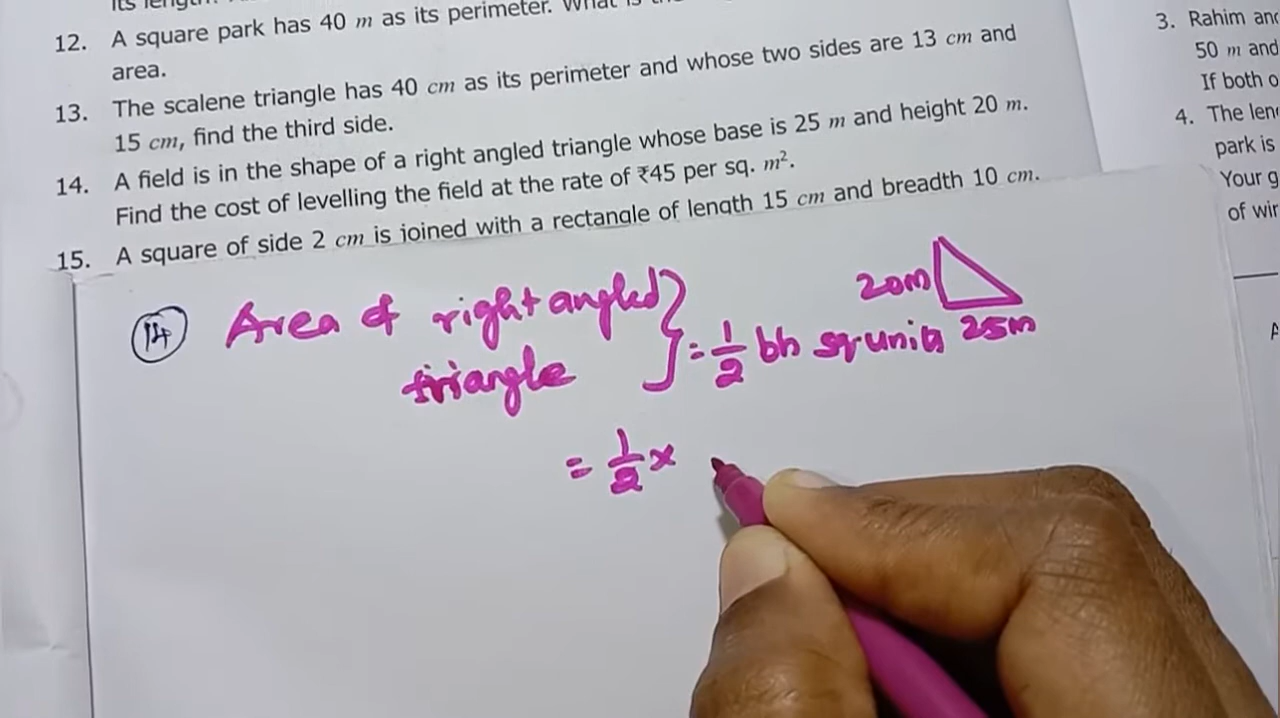 12. A square park has 40 m as its perimeter. What is the
area.
13. The scalene triangle has 40 cm as its perimeter and whose two sides are 13 cm and
15 cm, find the third side.
14. A field is in the shape of a right angled triangle whose base is 25 m and height 20 m.
Find the cost of levelling the field at the rate of ₹45 per sq. m².
15. A square of side 2 cm is joined with a rectangle of length 15 cm and breadth 10 cm.
3. Rahim and
50 m and
If both o
4. The len
park is
Your g
of wir
14 Area of right angled
triangle } = 1/2 bh sq units
20m
25m
= 1/2 ×